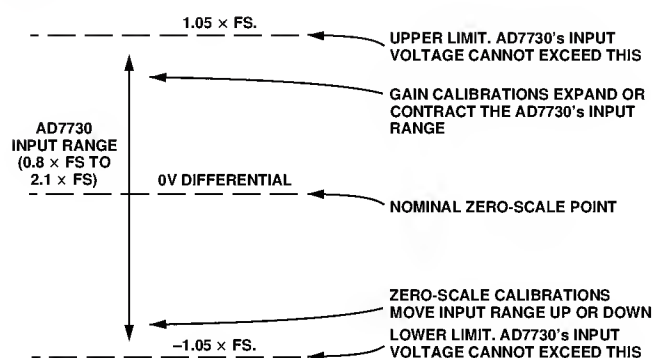 1.05 × FS.
UPPER LIMIT. AD7730's INPUT
VOLTAGE CANNOT EXCEED THIS
GAIN CALIBRATIONS EXPAND OR
CONTRACT THE AD7730's INPUT
RANGE
AD7730
INPUT RANGE
(0.8 × FS TO
2.1 × FS)
0V DIFFERENTIAL
NOMINAL ZERO-SCALE POINT
ZERO-SCALE CALIBRATIONS
MOVE INPUT RANGE UP OR DOWN
–1.05 × FS.
LOWER LIMIT. AD7730's INPUT
VOLTAGE CANNOT EXCEED THIS